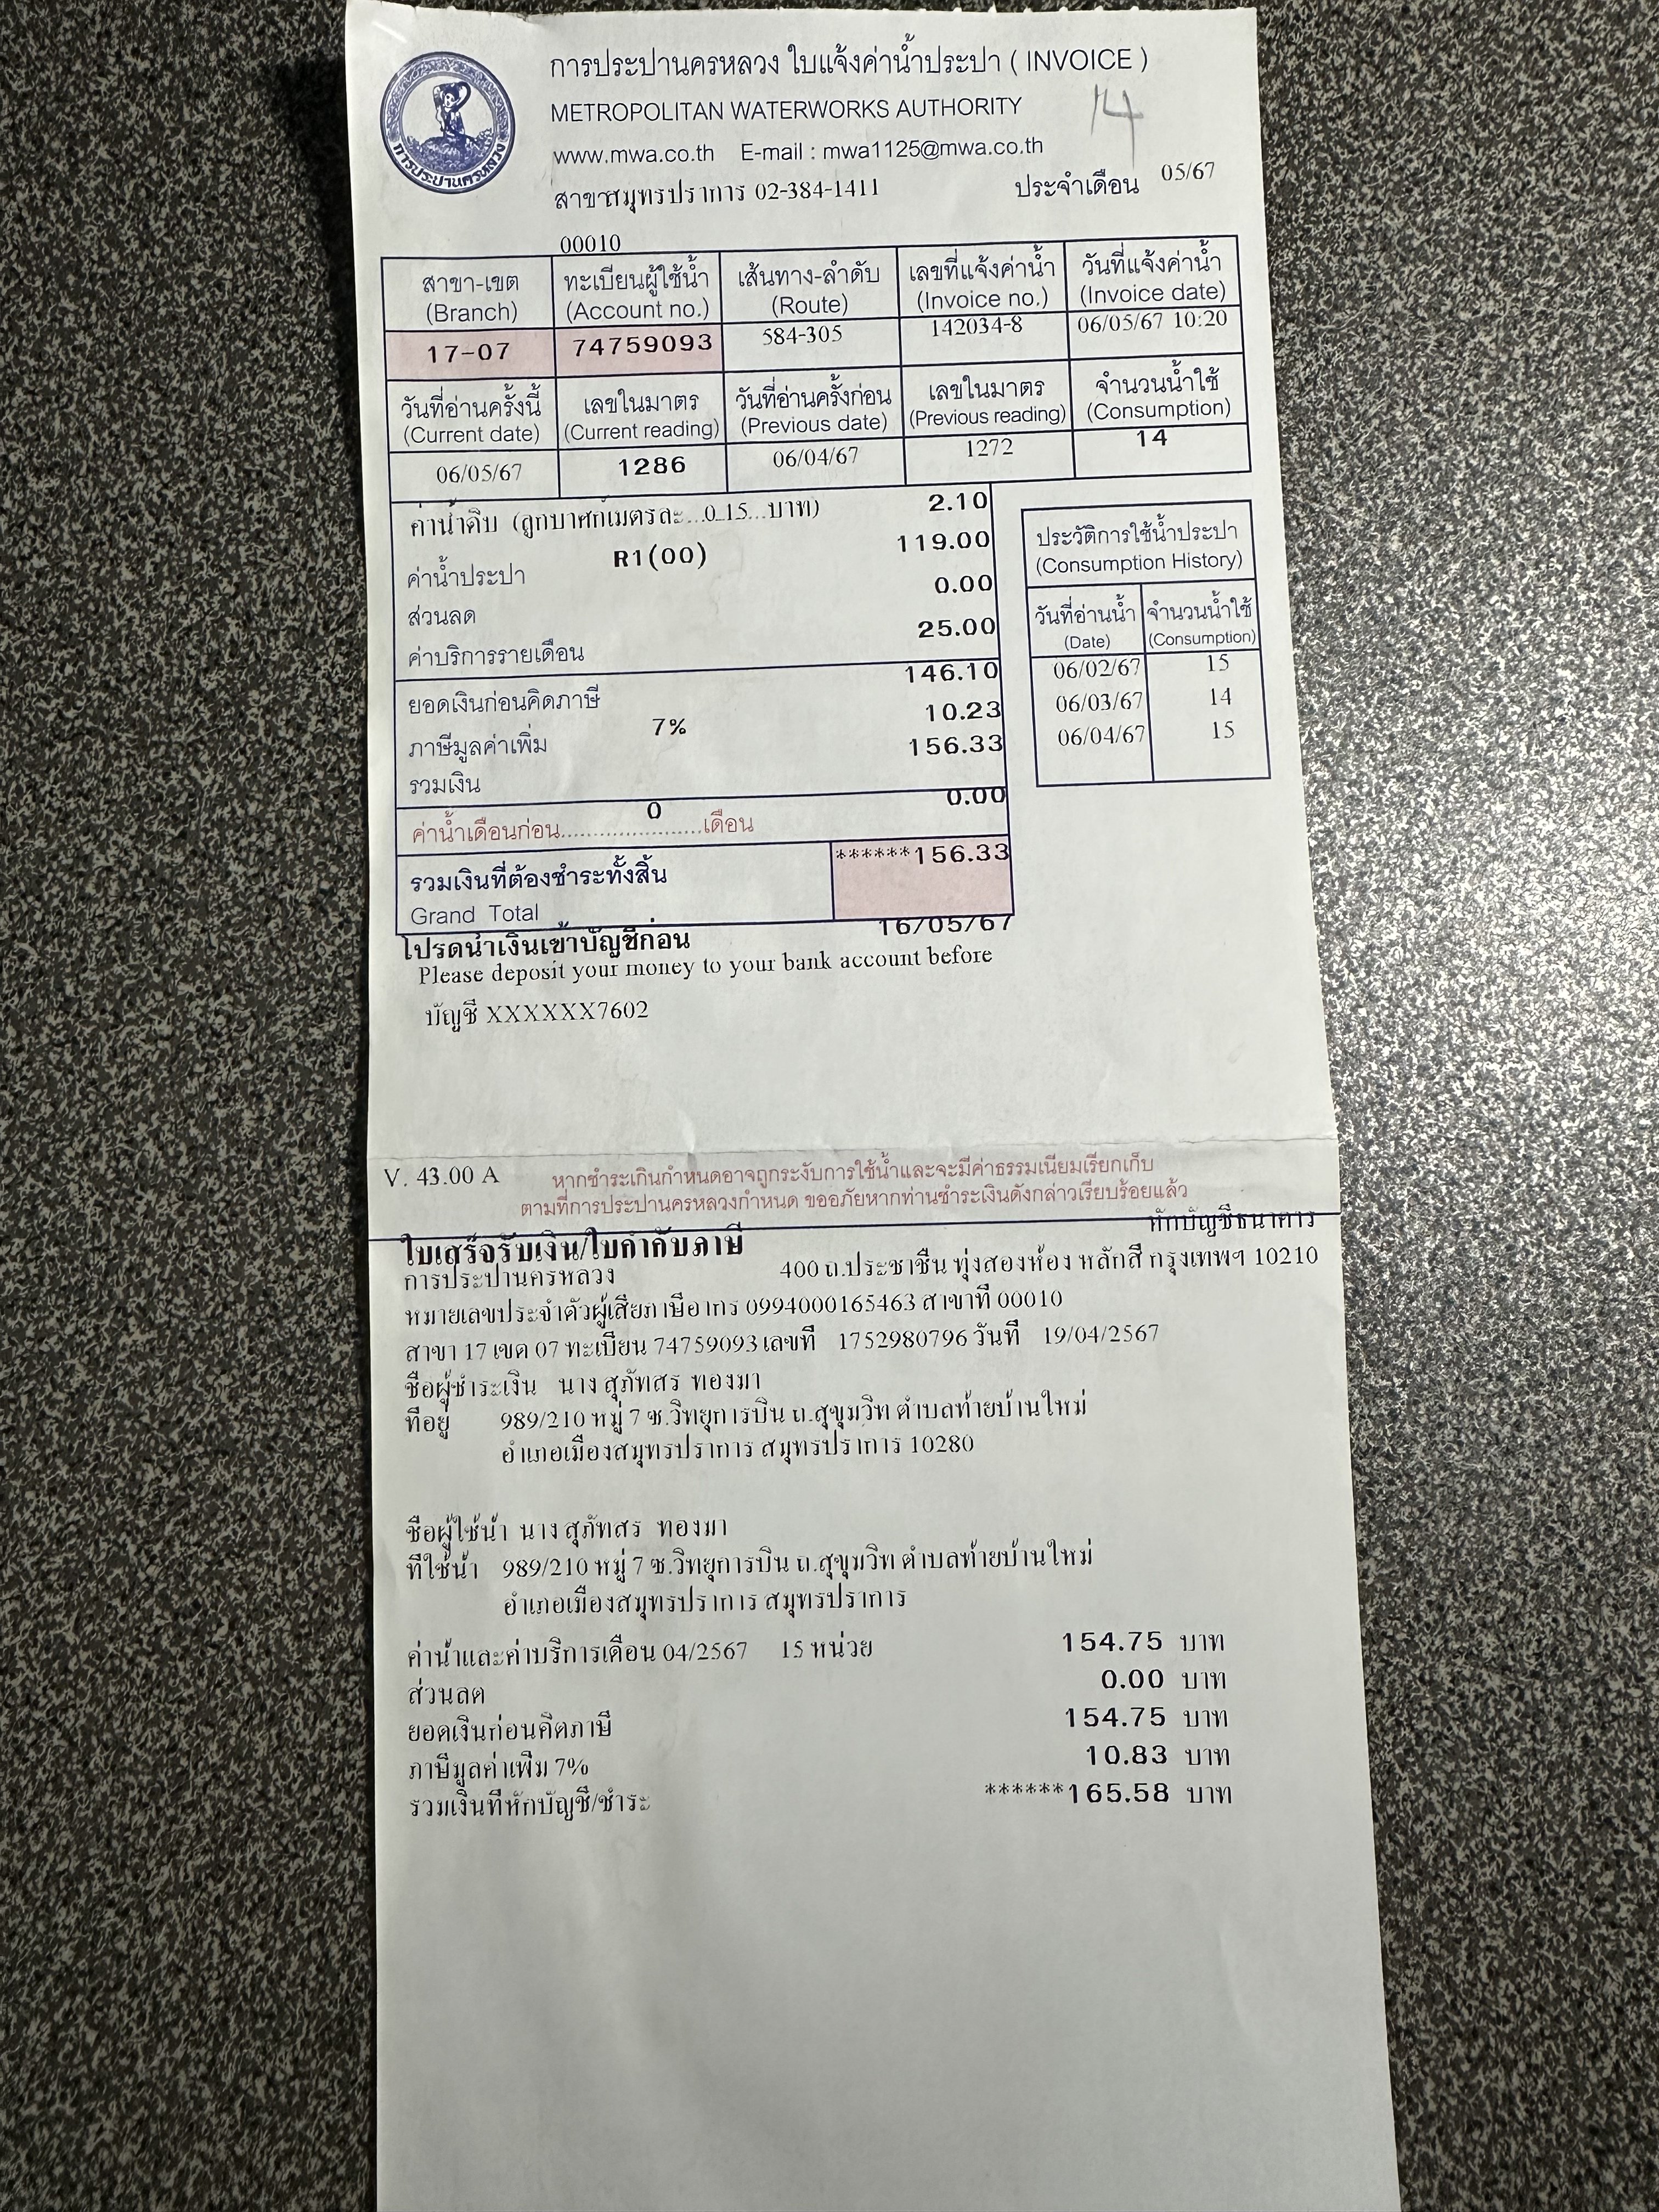 การประปานครหลวง ใบแจ้งค่าน้ำประปา ( INVOICE )
METROPOLITAN WATERWORKS AUTHORITY
14
www.mwa.co.th E-mail : mwa1125@mwa.co.th
สาขาสมุทรปราการ 02-384-1411 ประจำเดือน 05/67
การประปานครหลวง
00010
สาขา-เขต ทะเบียนผู้ใช้น้ำ เส้นทาง-ลำดับ เลขที่แจ้งค่าน้ำ วันที่แจ้งค่าน้ำ
(Branch) (Account no.) (Route) (Invoice no.) (Invoice date)
17-07 74759093 584-305 142034-8 06/05/67 10:20
วันที่อ่านครั้งนี้ เลขในมาตร วันที่อ่านครั้งก่อน เลขในมาตร จำนวนน้ำใช้
(Current date) (Current reading) (Previous date) (Previous reading) (Consumption)
06/05/67 1286 06/04/67 1272 14
ค่าน้ำดิบ (ลูกบาศก์เมตรละ...0.15...บาท) 2.10
ค่าน้ำประปา R1(00) 119.00
ส่วนลด 0.00
ค่าบริการรายเดือน 25.00
ยอดเงินก่อนคิดภาษี 146.10
ภาษีมูลค่าเพิ่ม 7% 10.23
รวมเงิน 156.33
ค่าน้ำเดือนก่อน......0......เดือน 0.00
รวมเงินที่ต้องชำระทั้งสิ้น ******156.33
Grand Total
ประวัติการใช้น้ำประปา
(Consumption History)
วันที่อ่านน้ำ จำนวนน้ำใช้
(Date) (Consumption)
06/02/67 15
06/03/67 14
06/04/67 15
โปรดนำเงินเข้าบัญชีก่อน 16/05/67
Please deposit your money to your bank account before
บัญชี XXXXXX7602
V. 43.00 A
หากชำระเกินกำหนดอาจถูกระงับการใช้น้ำและจะมีค่าธรรมเนียมเรียกเก็บ
ตามที่การประปานครหลวงกำหนด ขออภัยหากท่านชำระเงินดังกล่าวเรียบร้อยแล้ว
หักบัญชีธนาคาร
ใบเสร็จรับเงิน/ใบกำกับภาษี
การประปานครหลวง 400 ถ.ประชาชื่น ทุ่งสองห้อง หลักสี่ กรุงเทพฯ 10210
หมายเลขประจำตัวผู้เสียภาษีอากร 0994000165463 สาขาที่ 00010
สาขา 17 เขต 07 ทะเบียน 74759093 เลขที่ 1752980796 วันที่ 19/04/2567
ชื่อผู้ชำระเงิน นาง สุภัทสร ทองมา
ที่อยู่ 989/210 หมู่ 7 ซ.วิทยุการบิน ถ.สุขุมวิท ตำบลท้ายบ้านใหม่
อำเภอเมืองสมุทรปราการ สมุทรปราการ 10280
ชื่อผู้ใช้น้ำ นาง สุภัทสร ทองมา
ที่ใช้น้ำ 989/210 หมู่ 7 ซ.วิทยุการบิน ถ.สุขุมวิท ตำบลท้ายบ้านใหม่
อำเภอเมืองสมุทรปราการ สมุทรปราการ
ค่าน้ำและค่าบริการเดือน 04/2567 15 หน่วย 154.75 บาท
ส่วนลด 0.00 บาท
ยอดเงินก่อนคิดภาษี 154.75 บาท
ภาษีมูลค่าเพิ่ม 7% 10.83 บาท
รวมเงินที่หักบัญชี/ชำระ ******165.58 บาท